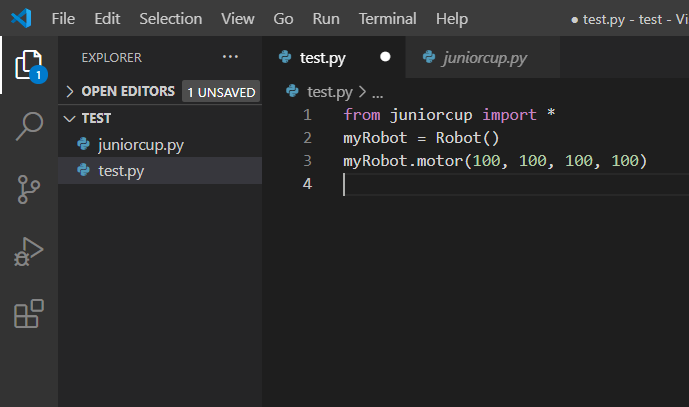 File Edit Selection View Go Run Terminal Help ● test.py - test - Vi
EXPLORER ...
OPEN EDITORS 1 UNSAVED
TEST
juniorcup.py
test.py
1
test.py ● juniorcup.py
test.py > ...
1 from juniorcup import *
2 myRobot = Robot()
3 myRobot.motor(100, 100, 100, 100)
4